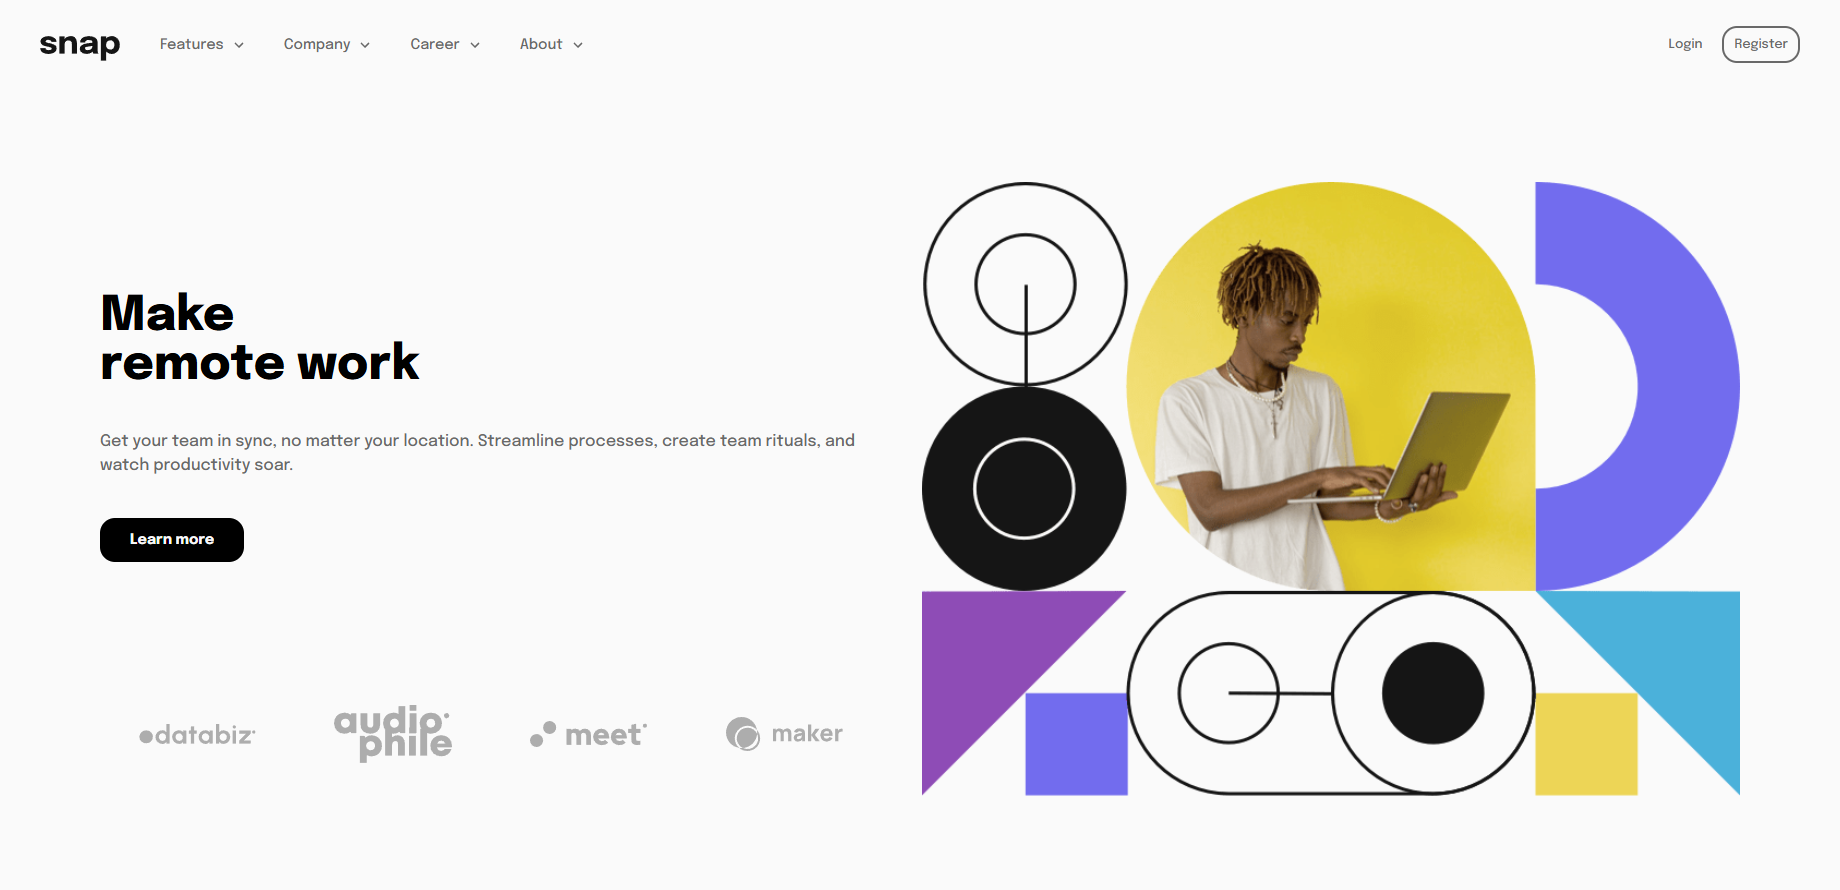 snap
Features
Company
Career
About
Login
Register
Make
remote work
Get your team in sync, no matter your location. Streamline processes, create team rituals, and
watch productivity soar.
Learn more
databiz
audiophile
meet
maker